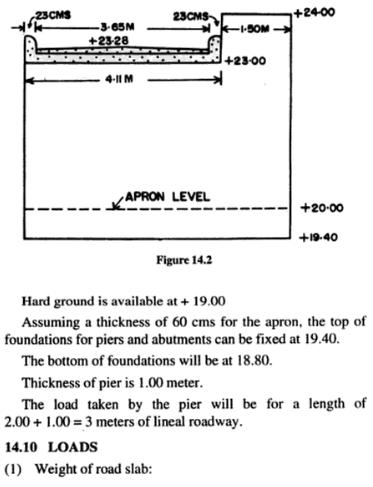 23CMS
23CMS
+24·00
3·65M
1·50M
+23·28
+23·00
4·11 M
APRON LEVEL
+20·00
+19·40
Figure 14.2
Hard ground is available at + 19.00
Assuming a thickness of 60 cms for the apron, the top of
foundations for piers and abutments can be fixed at 19.40.
The bottom of foundations will be at 18.80.
Thickness of pier is 1.00 meter.
The load taken by the pier will be for a length of
2.00 + 1.00 = 3 meters of lineal roadway.
14.10 LOADS
(1) Weight of road slab: